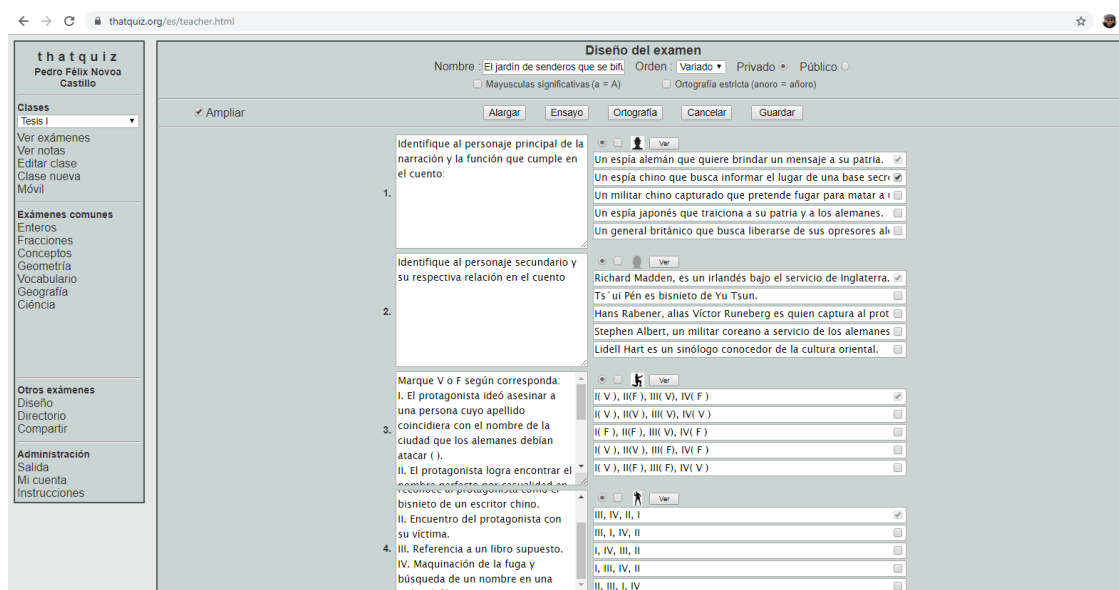 thatquiz.org/es/teacher.html
thatquiz
Pedro Félix Novoa
Castillo
Clases
Tesis I
Ver exámenes
Ver notas
Editar clase
Clase nueva
Móvil
Exámenes comunes
Enteros
Fracciones
Conceptos
Geometría
Vocabulario
Geografía
Ciéncia
Otros exámenes
Diseño
Directorio
Compartir
Administración
Salida
Mi cuenta
Instrucciones
Diseño del examen
Nombre : El jardín de senderos que se bifu Orden : Variado Privado Público
Mayusculas significativas (a = A) Ortografía estricta (anoro = añoro)
Ampliar Alargar Ensayo Ortografía Cancelar Guardar
1.
Identifique al personaje principal de la
narración y la función que cumple en
el cuento:
Ver
Un espía alemán que quiere brindar un mensaje a su patria.
Un espía chino que busca informar el lugar de una base secre
Un militar chino capturado que pretende fugar para matar a
Un espía japonés que traiciona a su patria y a los alemanes.
Un general británico que busca liberarse de sus opresores al
2.
Identifique al personaje secundario y
su respectiva relación en el cuento
Ver
Richard Madden, es un irlandés bajo el servicio de Inglaterra.
Ts´ui Pén es bisnieto de Yu Tsun.
Hans Rabener, alias Víctor Runeberg es quien captura al prot
Stephen Albert, un militar coreano a servicio de los alemanes
Lidell Hart es un sinólogo conocedor de la cultura oriental.
3.
Marque V o F según corresponda:
I. El protagonista ideó asesinar a
una persona cuyo apellido
coincidiera con el nombre de la
ciudad que los alemanes debían
atacar ( ).
II. El protagonista logra encontrar el
nombre perfecto por casualidad en
Ver
I( V ), II(F ), III( V), IV( F )
I( V ), II(V ), III( V), IV( V )
I( F ), II(F ), III( V), IV( F )
I( V ), II(V ), III( F), IV( F )
I( V ), II(F ), III( F), IV( V )
4.
reconoce al protagonista como el
bisnieto de un escritor chino.
II. Encuentro del protagonista con
su víctima.
III. Referencia a un libro supuesto.
IV. Maquinación de la fuga y
búsqueda de un nombre en una
Ver
III, IV, II, I
III, I, IV, II
I, IV, III, II
I, III, IV, II
II, III, I, IV